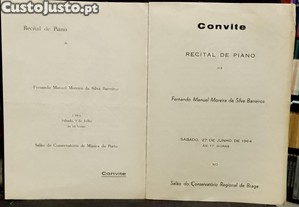 Custojusto.pt
Recital de Piano
Fernando Manuel Moreira da Silva Barreiros
Salão do Conservatório de Música do Porto
Convite
Convite
RECITAL DE PIANO
Fernando Manuel Moreira da Silva Barreiros
SÁBADO, 27 DE JUNHO DE 1964
Salão do Conservatório Regional de Braga